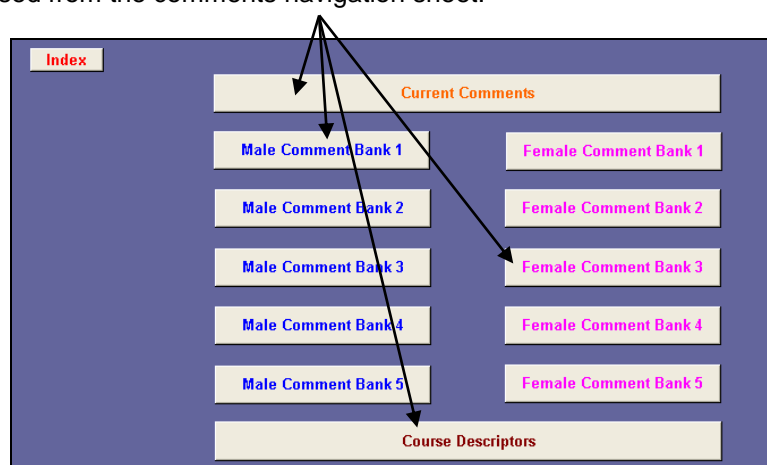 from the comments navigation sheet.
Index
Current Comments
Male Comment Bank 1
Female Comment Bank 1
Male Comment Bank 2
Female Comment Bank 2
Male Comment Bank 3
Female Comment Bank 3
Male Comment Bank 4
Female Comment Bank 4
Male Comment Bank 5
Female Comment Bank 5
Course Descriptors